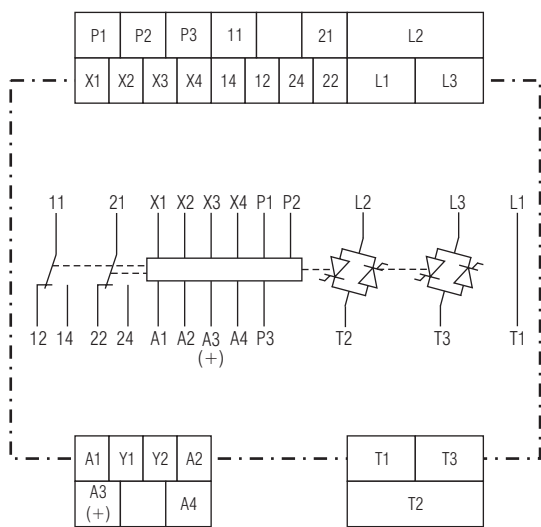 P1 P2 P3 11 21 L2
X1 X2 X3 X4 14 12 24 22 L1 L3
11 21 X1 X2 X3 X4 P1 P2 L2 L3 L1
12 14 22 24 A1 A2 A3 A4 P3 T2 T3 T1
(+)
A1 Y1 Y2 A2 T1 T3
A3 A4 T2
(+)